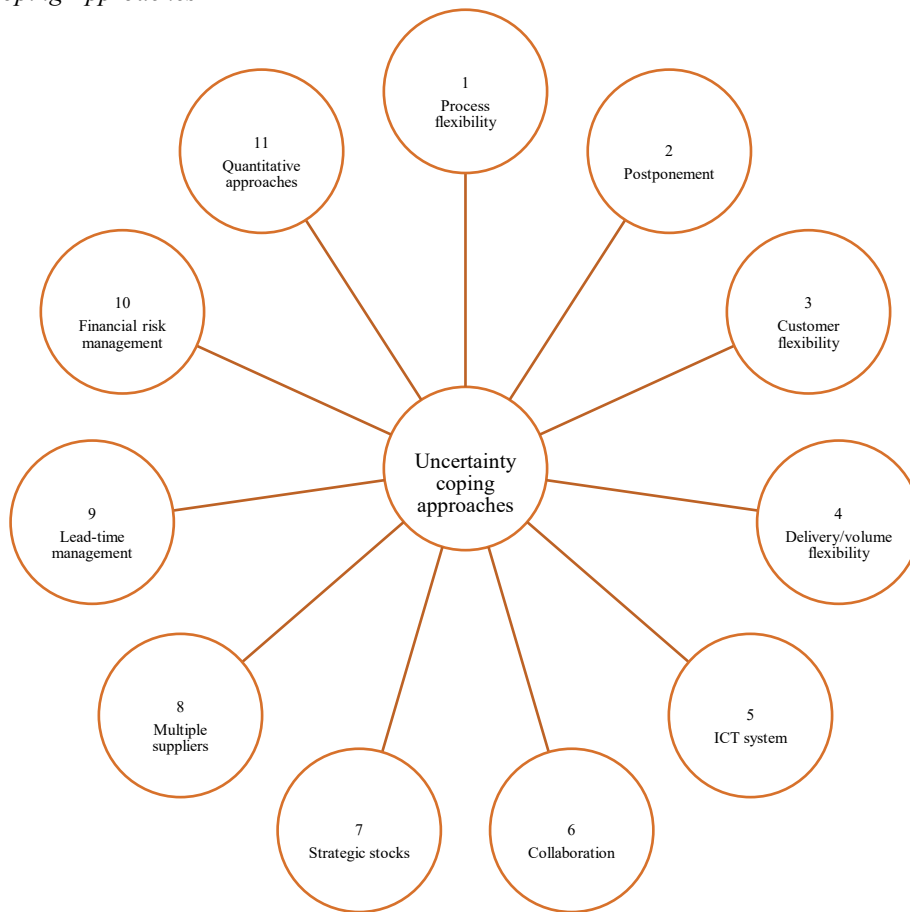 1
Process
flexibility
2
Postponement
3
Customer
flexibility
4
Delivery/volume
flexibility
5
ICT system
6
Collaboration
7
Strategic stocks
8
Multiple
suppliers
9
Lead-time
management
10
Financial risk
management
11
Quantitative
approaches
Uncertainty
coping
approaches